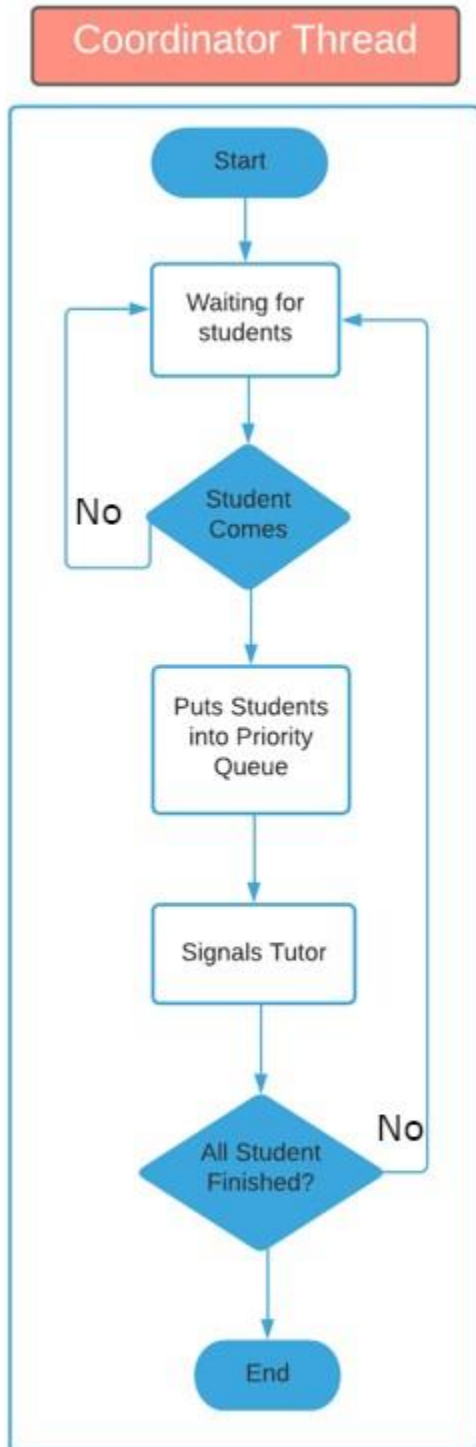 Coordinator Thread
Start
Waiting for
students
No
Student
Comes
Puts Students
into Priority
Queue
Signals Tutor
No
All Student
Finished?
End